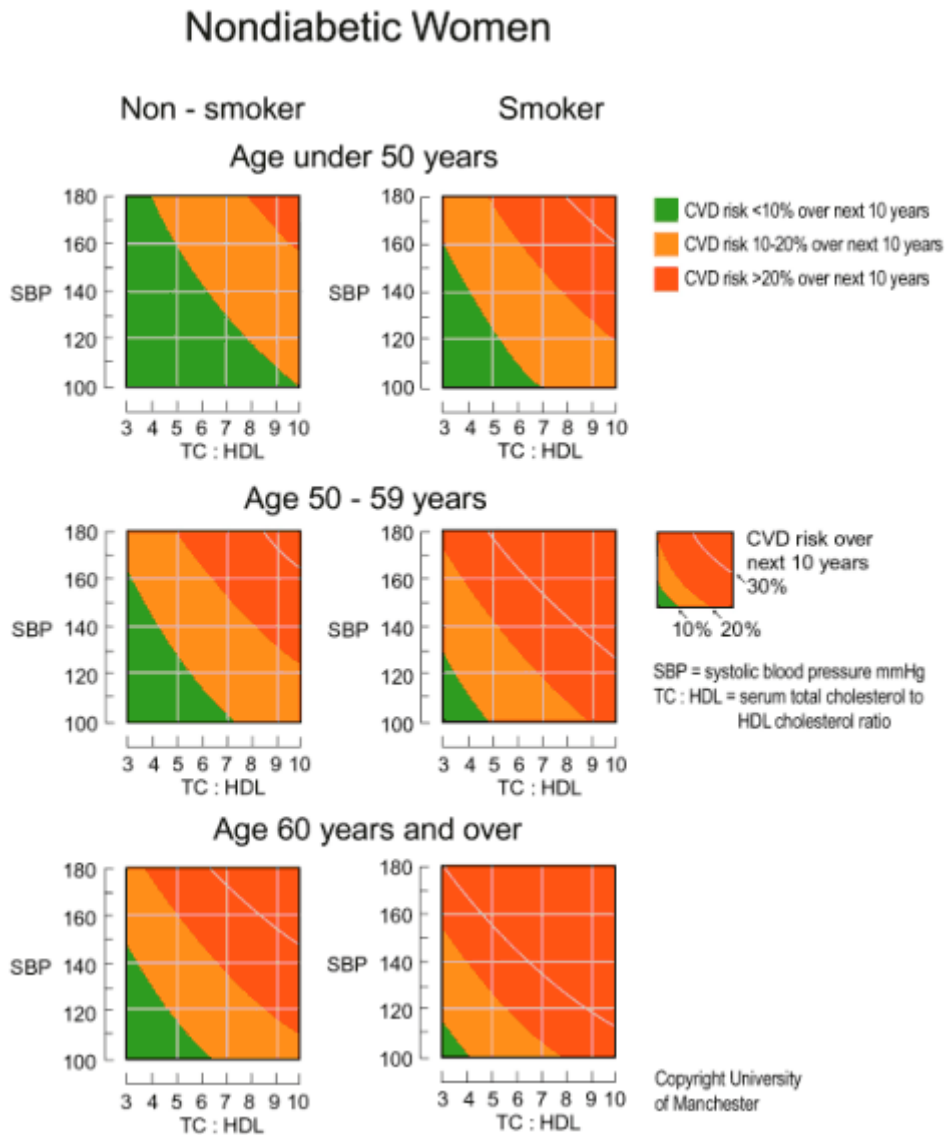 Nondiabetic Women
Non - smoker
Smoker
Age under 50 years
180
160
SBP
140
120
100
3 4 5 6 7 8 9 10
TC : HDL
180
160
SBP
140
120
100
3 4 5 6 7 8 9 10
TC : HDL
CVD risk <10% over next 10 years
CVD risk 10-20% over next 10 years
CVD risk >20% over next 10 years
Age 50 - 59 years
180
160
SBP
140
120
100
3 4 5 6 7 8 9 10
TC : HDL
180
160
SBP
140
120
100
3 4 5 6 7 8 9 10
TC : HDL
CVD risk over
next 10 years
30%
10% 20%
SBP = systolic blood pressure mmHg
TC : HDL = serum total cholesterol to
HDL cholesterol ratio
Age 60 years and over
180
160
SBP
140
120
100
3 4 5 6 7 8 9 10
TC : HDL
180
160
SBP
140
120
100
3 4 5 6 7 8 9 10
TC : HDL
Copyright University
of Manchester